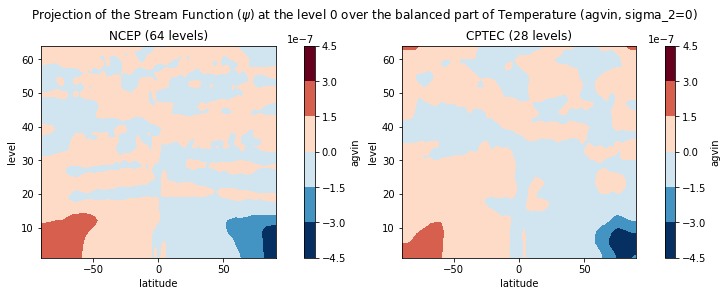 Projection of the Stream Function (ψ) at the level 0 over the balanced part of Temperature (agvin, sigma_2=0)
NCEP (64 levels)
CPTEC (28 levels)
1e−7
1e−7
60
50
40
30
20
10
level
−50
0
50
latitude
4.5
3.0
1.5
0.0
−1.5
−3.0
−4.5
agvin
60
50
40
30
20
10
level
−50
0
50
latitude
4.5
3.0
1.5
0.0
−1.5
−3.0
−4.5
agvin